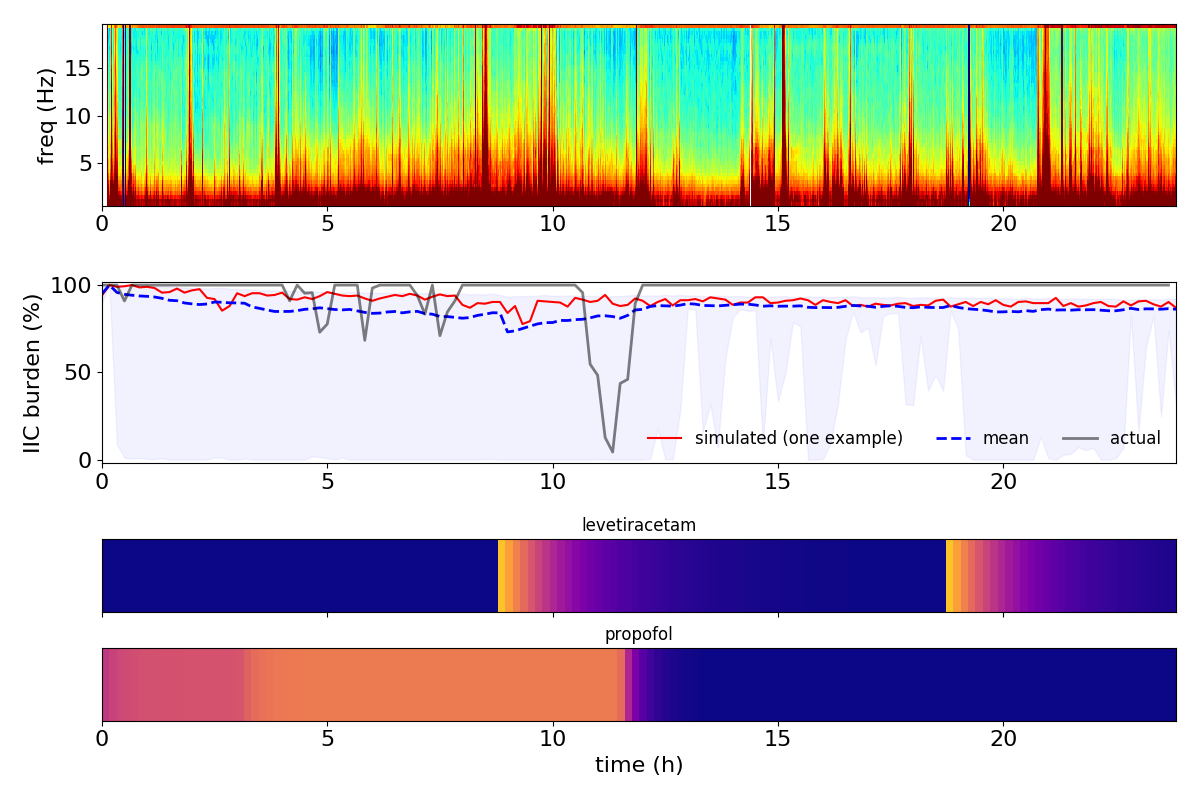 freq (Hz)
15
10
5
0 5 10 15 20
IIC burden (%)
100
50
0
simulated (one example) mean actual
0 5 10 15 20
levetiracetam
propofol
0 5 10 15 20
time (h)